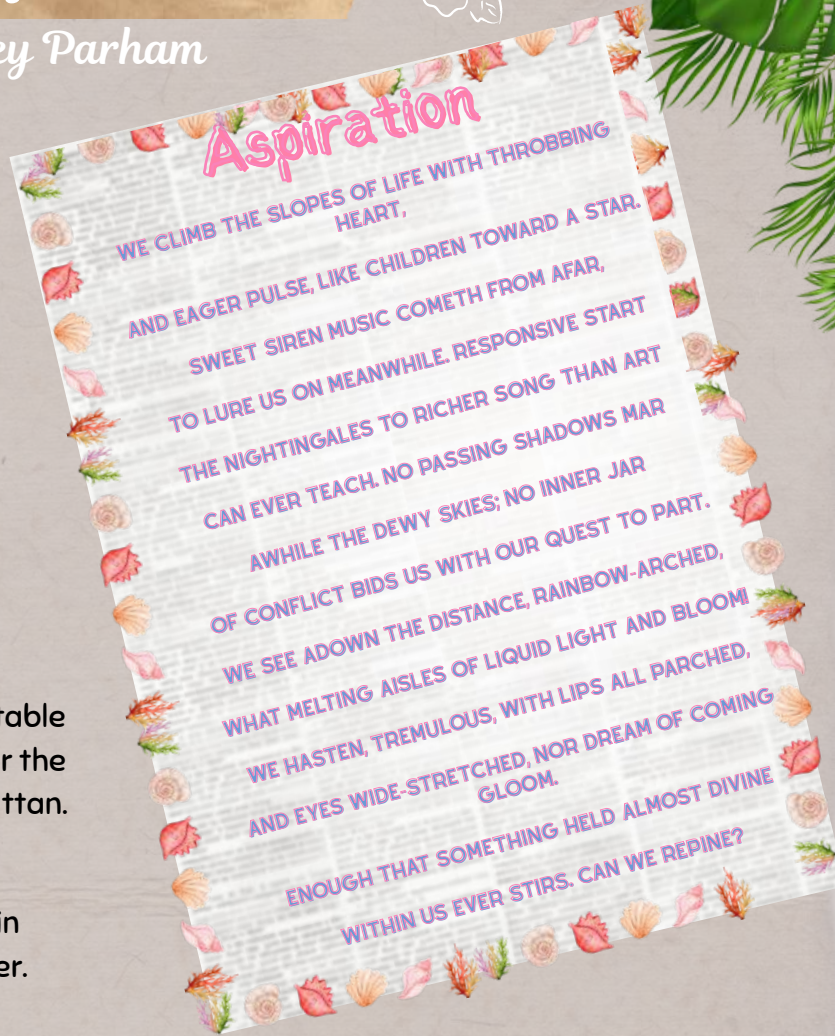 ey Parham
Aspiration
WE CLIMB THE SLOPES OF LIFE WITH THROBBING
HEART,
AND EAGER PULSE, LIKE CHILDREN TOWARD A STAR.
SWEET SIREN MUSIC COMETH FROM AFAR,
TO LURE US ON MEANWHILE. RESPONSIVE START
THE NIGHTINGALES TO RICHER SONG THAN ART
CAN EVER TEACH. NO PASSING SHADOWS MAR
AWHILE THE DEWY SKIES; NO INNER JAR
OF CONFLICT BIDS US WITH OUR QUEST TO PART.
WE SEE ADOWN THE DISTANCE, RAINBOW-ARCHED,
WHAT MELTING AISLES OF LIQUID LIGHT AND BLOOM!
WE HASTEN, TREMULOUS, WITH LIPS ALL PARCHED,
AND EYES WIDE-STRETCHED, NOR DREAM OF COMING
GLOOM.
ENOUGH THAT SOMETHING HELD ALMOST DIVINE
WITHIN US EVER STIRS. CAN WE REPINE?
table
r the
ttan.
in
er.